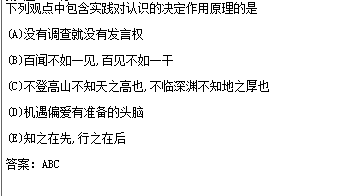 下列观点中包含实践对认识的决定作用原理的是
(A)没有调查就没有发言权
(B)百闻不如一见,百见不如一干
(C)不登高山不知天之高也,不临深渊不知地之厚也
(D)机遇偏爱有准备的头脑
(E)知之在先,行之在后
答案: ABC